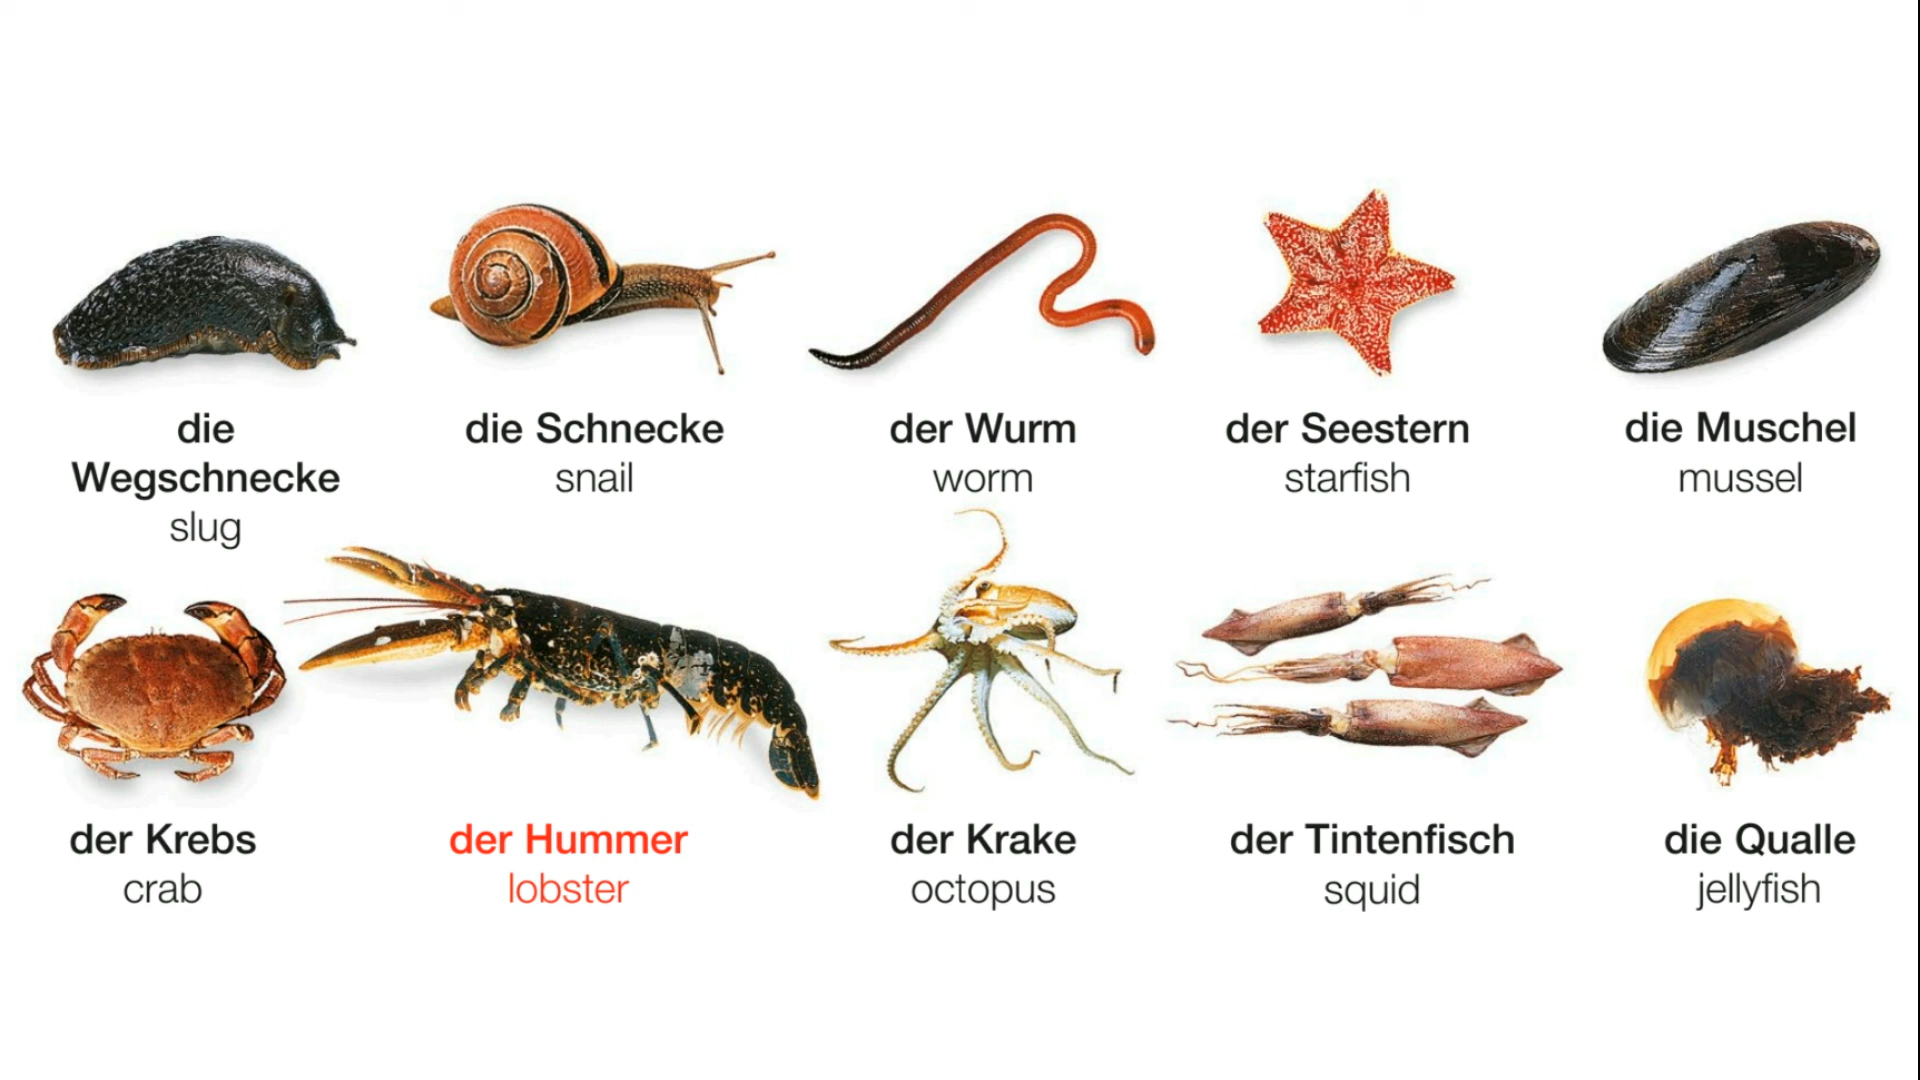 die
Wegschnecke
slug
die Schnecke
snail
der Wurm
worm
der Seestern
starfish
die Muschel
mussel
der Krebs
crab
der Hummer
lobster
der Krake
octopus
der Tintenfisch
squid
die Qualle
jellyfish